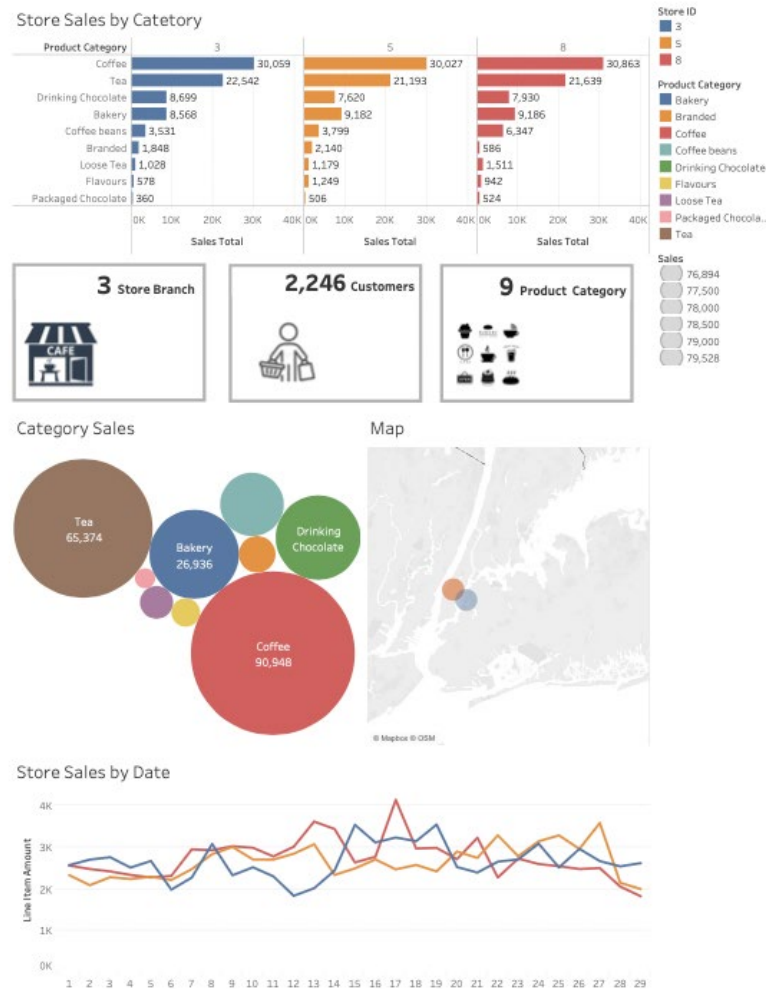 Store Sales by Catetory
Product Category 3 5 8
Coffee 30,059 30,027 30,863
Tea 22,542 21,193 21,639
Drinking Chocolate 8,699 7,620 7,930
Bakery 8,568 9,182 9,186
Coffee beans 3,531 3,799 6,347
Branded 1,848 2,140 586
Loose Tea 1,028 1,179 1,511
Flavours 578 1,249 942
Packaged Chocolate 360 506 524
0K 10K 20K 30K 40K 0K 10K 20K 30K 40K 0K 10K 20K 30K 40K
Sales Total Sales Total Sales Total
Store ID
3
5
8
Product Category
Bakery
Branded
Coffee
Coffee beans
Drinking Chocolate
Flavours
Loose Tea
Packaged Chocola..
Tea
Sales
76,894
77,500
78,000
78,500
79,000
79,528
3 Store Branch
CAFE
2,246 Customers
9 Product Category
Category Sales
Tea
65,374
Bakery
26,936
Drinking
Chocolate
Coffee
90,948
Map
© Mapbox © OSM
Store Sales by Date
Line Item Amount
4K
3K
2K
1K
0K
1 2 3 4 5 6 7 8 9 10 11 12 13 14 15 16 17 18 19 20 21 22 23 24 25 26 27 28 29